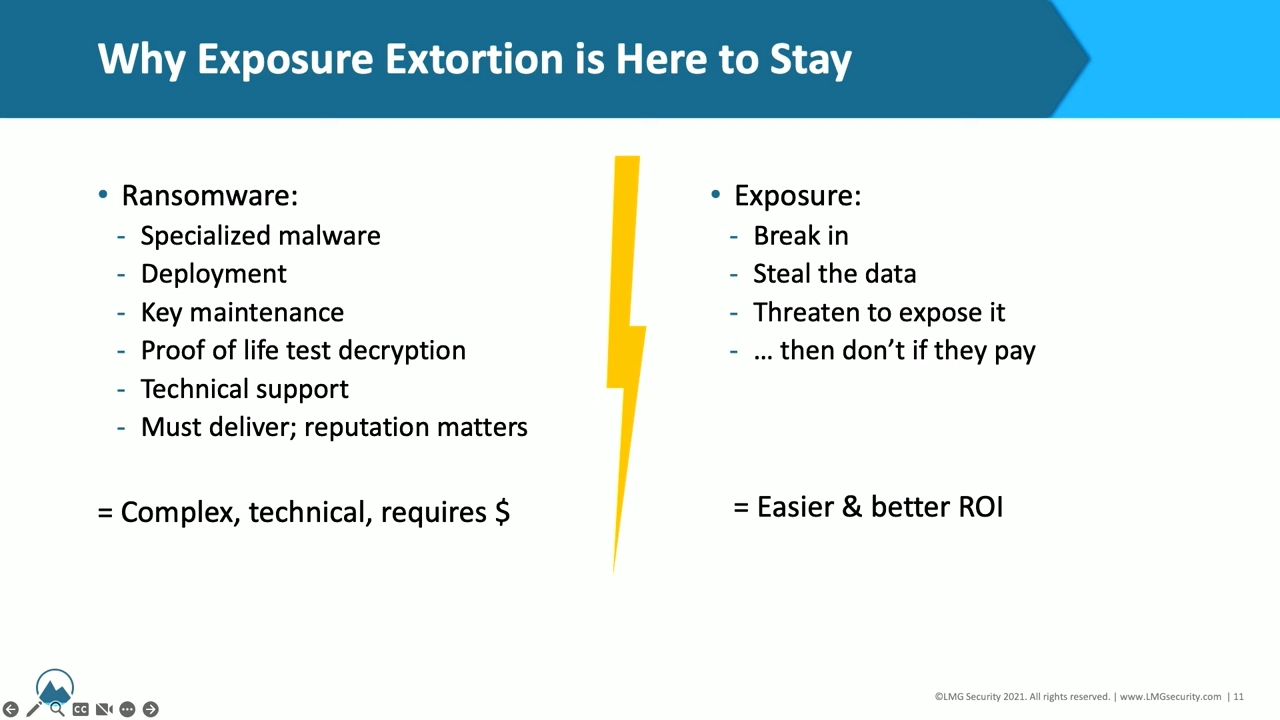 Why Exposure Extortion is Here to Stay
• Ransomware:
- Specialized malware
- Deployment
- Key maintenance
- Proof of life test decryption
- Technical support
- Must deliver; reputation matters
= Complex, technical, requires $
• Exposure:
- Break in
- Steal the data
- Threaten to expose it
- … then don’t if they pay
= Easier & better ROI
CC
©LMG Security 2021. All rights reserved. | www.LMGsecurity.com | 11